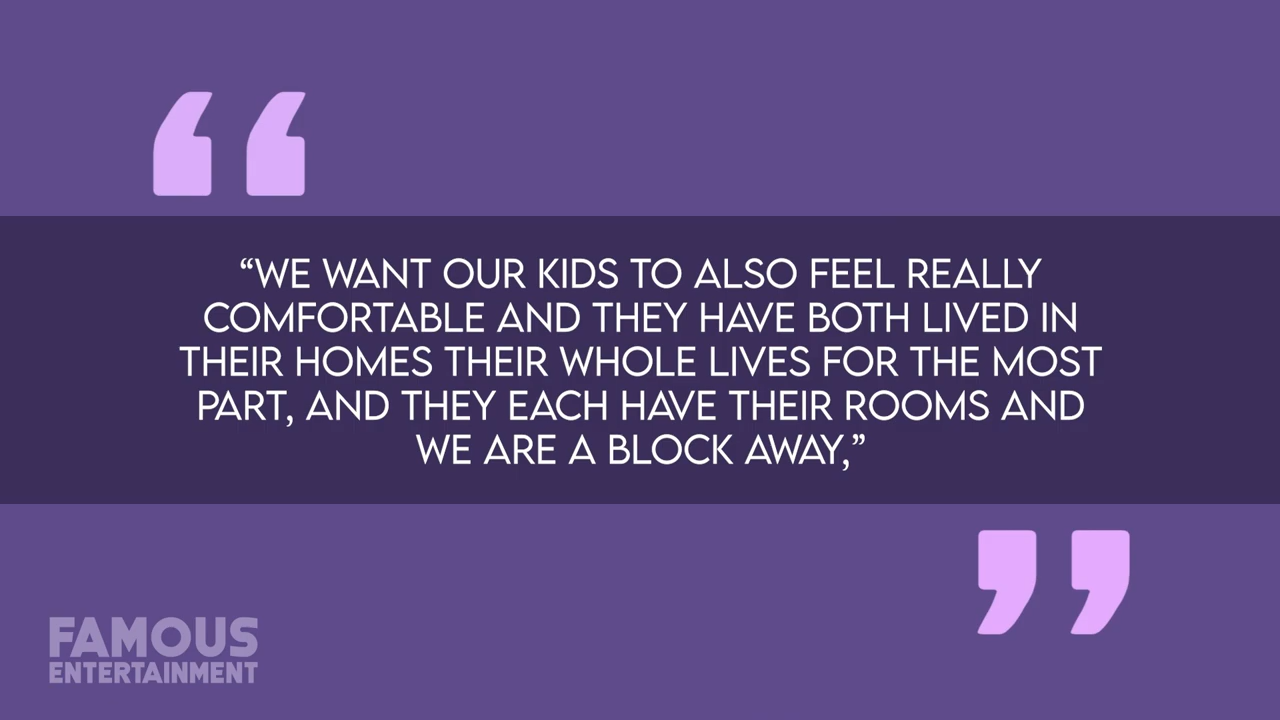 “WE WANT OUR KIDS TO ALSO FEEL REALLY
COMFORTABLE AND THEY HAVE BOTH LIVED IN
THEIR HOMES THEIR WHOLE LIVES FOR THE MOST
PART, AND THEY EACH HAVE THEIR ROOMS AND
WE ARE A BLOCK AWAY,”
FAMOUS
ENTERTAINMENT